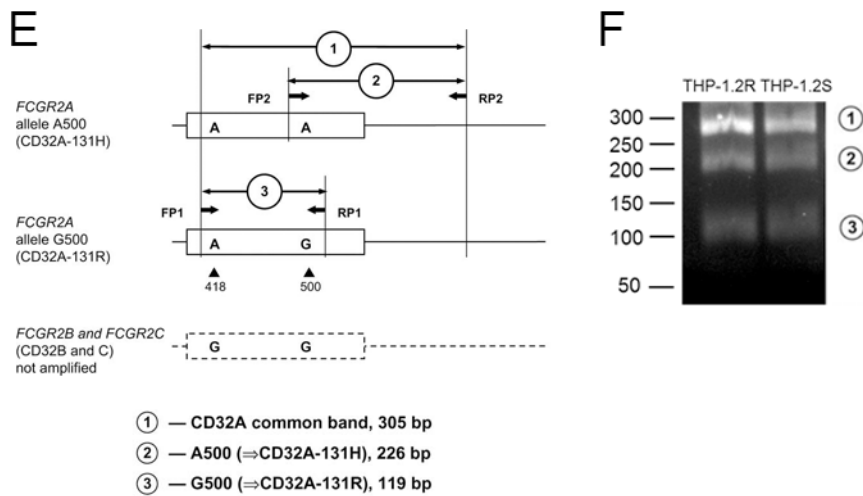 E
1
2
FP2
RP2
FCGR2A
allele A500
(CD32A-131H)
A A
3
FP1
RP1
FCGR2A
allele G500
(CD32A-131R)
A G
418 500
FCGR2B and FCGR2C
(CD32B and C)
not amplified
G G
1 — CD32A common band, 305 bp
2 — A500 (⇒CD32A-131H), 226 bp
3 — G500 (⇒CD32A-131R), 119 bp
F
THP-1.2R THP-1.2S
300 1
250
200 2
150
100 3
50